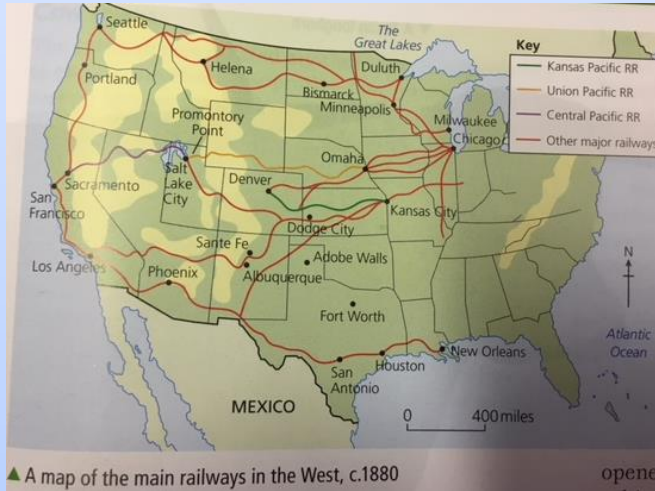 Seattle
The
Great Lakes
Key
Kansas Pacific RR
Union Pacific RR
Central Pacific RR
Other major railways
Portland
Helena
Duluth
Bismarck
Minneapolis
Promontory
Point
Milwaukee
Chicago
Omaha
Salt
Lake
City
Denver
Sacramento
San
Francisco
Kansas City
Dodge City
Sante Fe
Adobe Walls
Los Angeles
Phoenix
Albuquerque
N
Fort Worth
Atlantic
Ocean
New Orleans
Houston
San
Antonio
MEXICO
0 400 miles
▲ A map of the main railways in the West, c.1880
opene